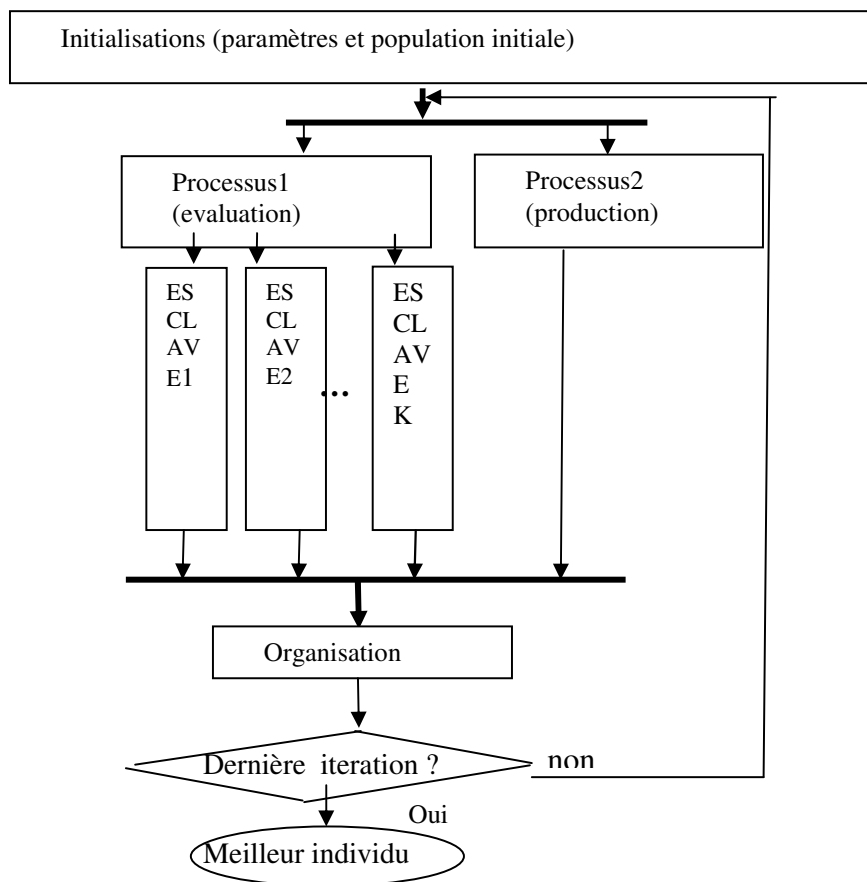 Initialisations (paramètres et population initiale)
Processus1
(evaluation)
Processus2
(production)
ES
CL
AV
E1
ES
CL
AV
E2
...
ES
CL
AV
E
K
Organisation
Dernière iteration ?
non
Oui
Meilleur individu